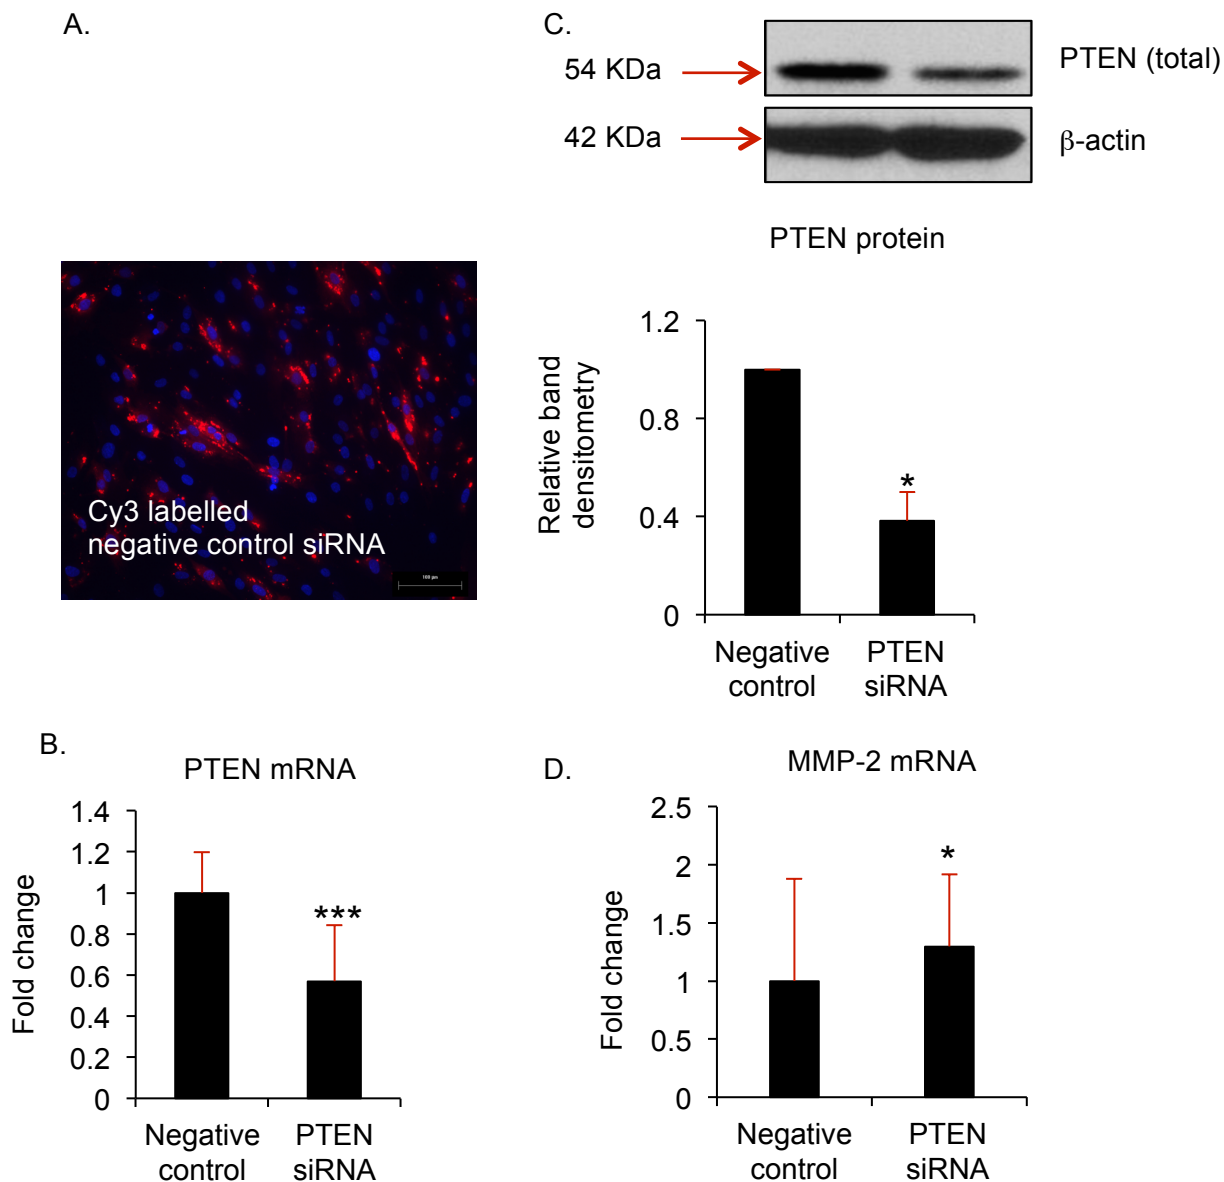 A.
Cy3 labelled
negative control siRNA
100 µm
B.
PTEN mRNA
Fold change
1.4
1.2
1
0.8
0.6
0.4
0.2
0
Negative
control
PTEN
siRNA
C.
54 KDa
PTEN (total)
42 KDa
β-actin
PTEN protein
Relative band
densitometry
1.2
0.8
0.4
0
*
Negative
control
PTEN
siRNA
***
D.
MMP-2 mRNA
Fold change
2.5
2
1.5
1
0.5
0
*
Negative
control
PTEN
siRNA